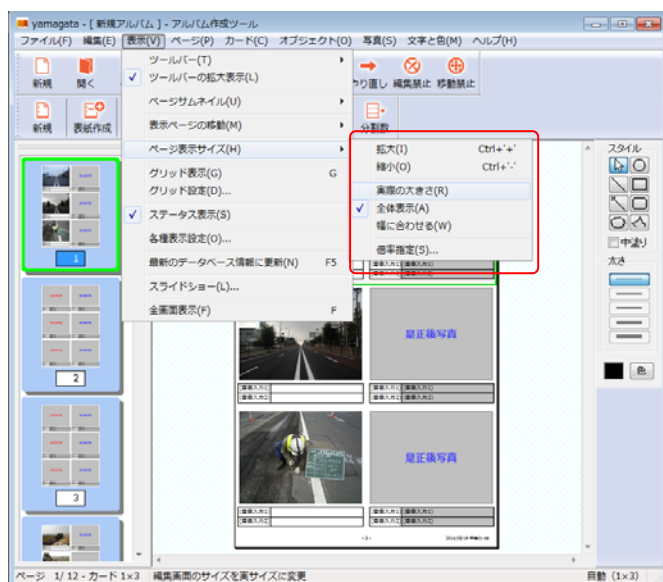 yamagata - [ 新規アルバム ] - アルバム作成ツール
ファイル(F) 編集(E) 表示(V) ページ(P) カード(C) オブジェクト(O) 写真(S) 文字と色(M) ヘルプ(H)
新規 開く
やり直し 編集禁止 移動禁止
新規 表紙作成
分割数
ツールバー(T)
ツールバーの拡大表示(L)
ページサムネイル(U)
表示ページの移動(M)
ページ表示サイズ(H)
グリッド表示(G) G
グリッド設定(D)...
ステータス表示(S)
各種表示設定(O)...
最新のデータベース情報に更新(N) F5
スライドショー(L)...
全画面表示(F) F
拡大(I) Ctrl+'+'
縮小(O) Ctrl+'-'
実際の大きさ(R)
全体表示(A)
幅に合わせる(W)
倍率指定(S)...
スタイル
中塗り
太さ
色
1
2
3
是正後写真
是正後写真
ページ 1/ 12 - カード 1×3 編集画面のサイズを実サイズに変更
自動 (1×3)